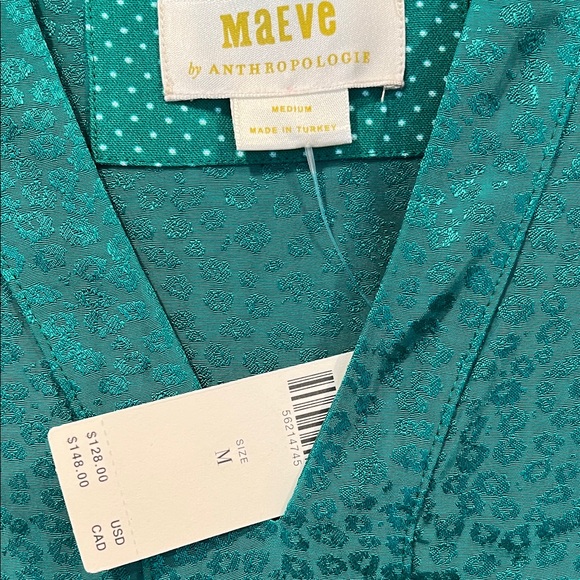 Maeve
by ANTHROPOLOGIE
MEDIUM
MADE IN TURKEY
56214745
SIZE
M
$128.00 USD
$148.00 CAD